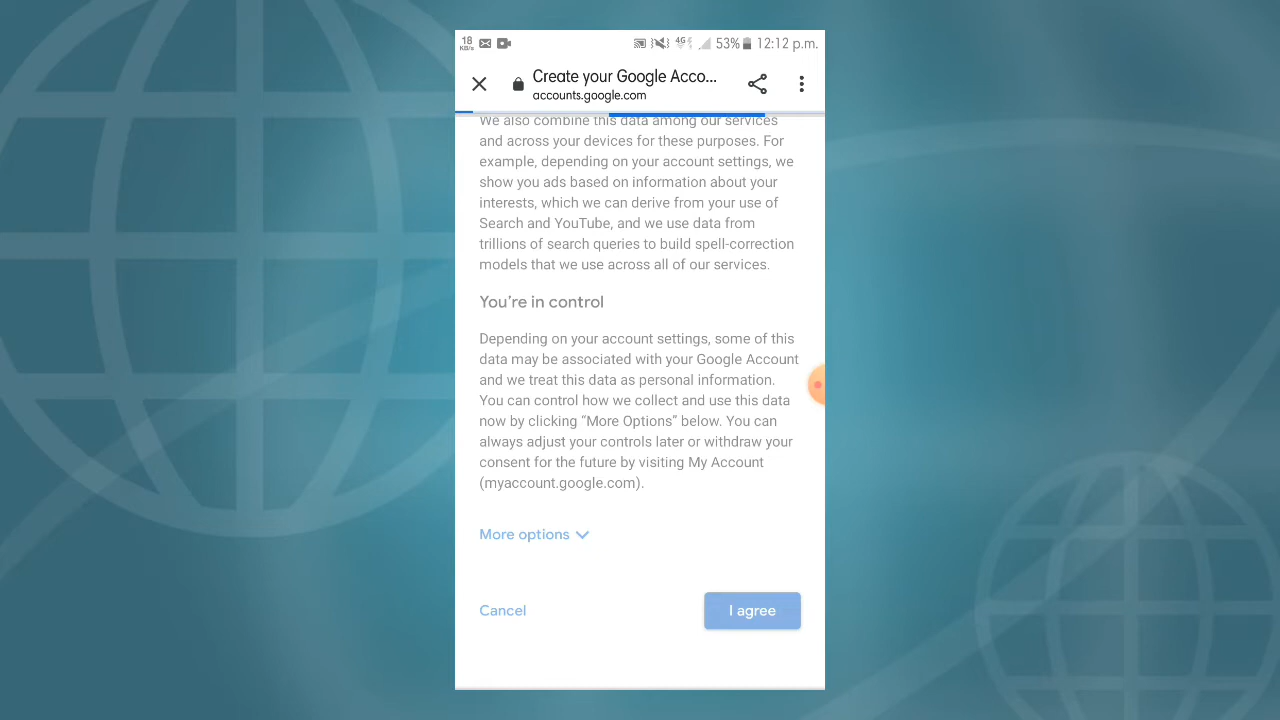 18
KB/s
4G
53%
12:12 p.m.
Create your Google Acco...
accounts.google.com
We also combine this data among our services
and across your devices for these purposes. For
example, depending on your account settings, we
show you ads based on information about your
interests, which we can derive from your use of
Search and YouTube, and we use data from
trillions of search queries to build spell-correction
models that we use across all of our services.
You're in control
Depending on your account settings, some of this
data may be associated with your Google Account
and we treat this data as personal information.
You can control how we collect and use this data
now by clicking “More Options” below. You can
always adjust your controls later or withdraw your
consent for the future by visiting My Account
(myaccount.google.com).
More options
Cancel
I agree